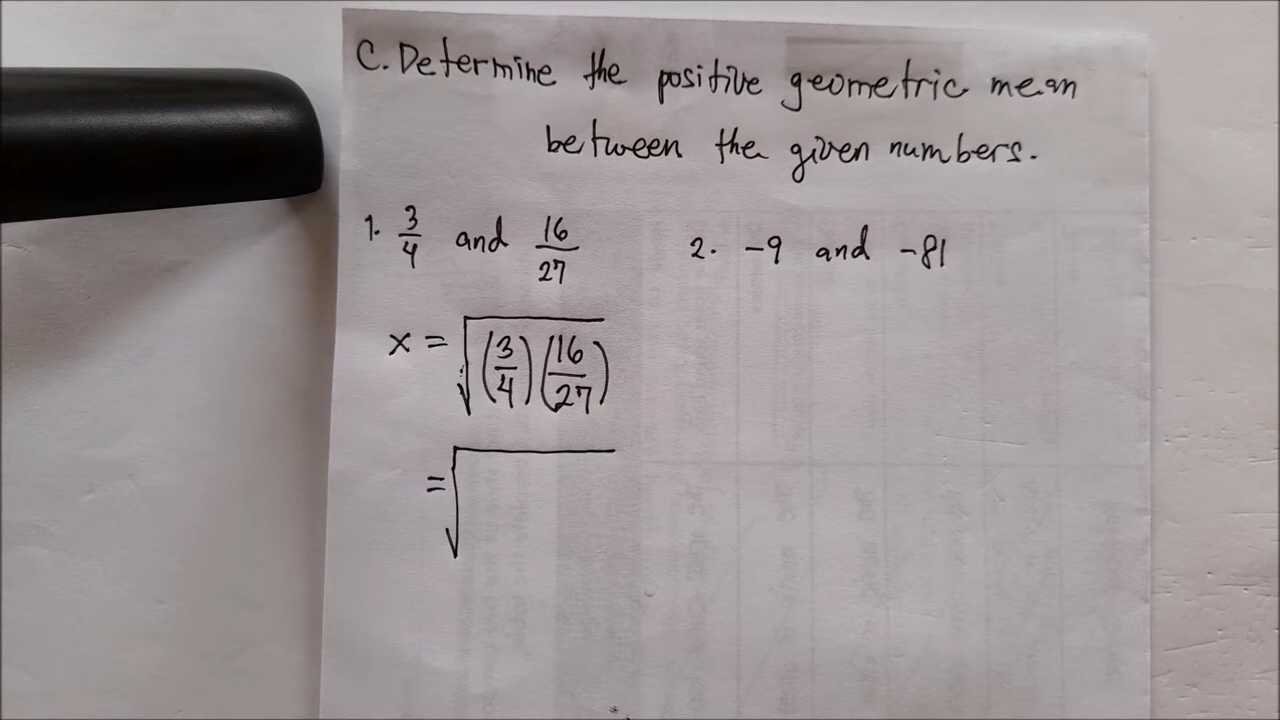 C. Determine the positive geometric mean
between the given numbers.
1. 3/4 and 16/27
2. -9 and -81
x = √(3/4)(16/27)
= √